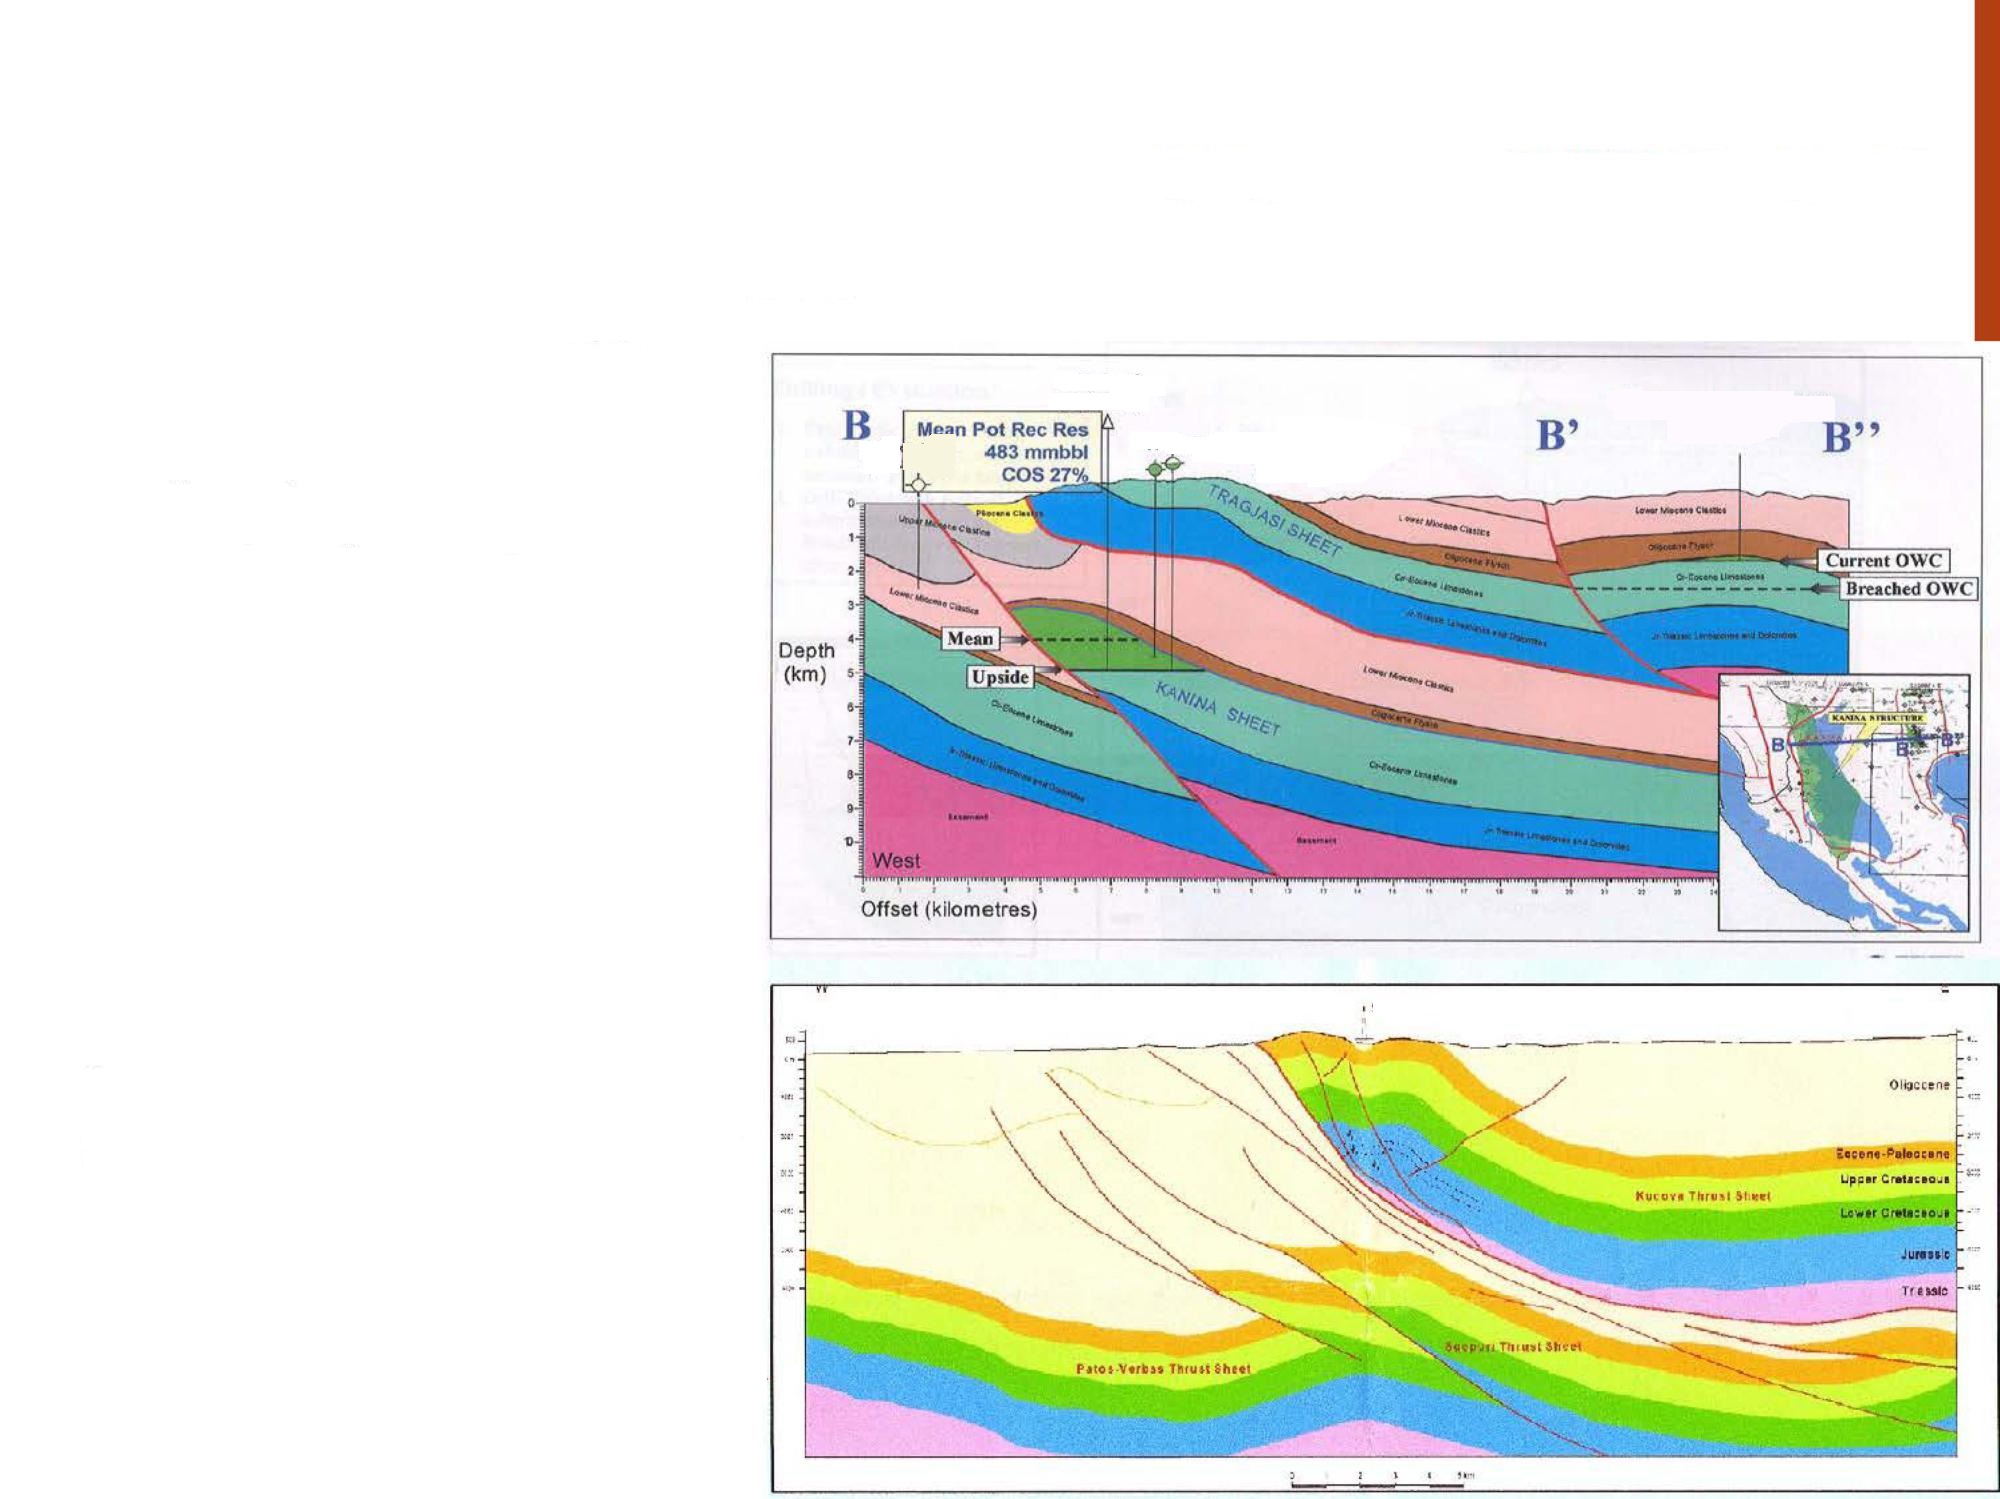 B
Mean Pot Rec Res
483 mmbbl
COS 27%
B’
B’’
TRAGJASI SHEET
Pliocene Clastics
Upper Miocene Clastics
Lower Miocene Clastics
Lower Miocene Clastics
Lower Miocene Clastics
Oligocene Flysch
Oligocene Flysch
Current OWC
Cr-Eocene Limestones
Cr-Eocene Limestones
Breached OWC
Jr-Triassic Limestones and Dolomites
Jr-Triassic Limestones and Dolomites
Mean
Depth
(km)
Upside
Lower Miocene Clastics
KANINA SHEET
Oligocene Flysch
Cr-Eocene Limestones
Cr-Eocene Limestones
Jr-Triassic Limestones and Dolomites
Jr-Triassic Limestones and Dolomites
Basement
Basement
0
1
2
3
4
5
6
7
8
9
10
West
Offset (kilometres)
KANINA STRUCTURE
B
B'
B''
Oligocene
Eocene-Paleocene
Upper Cretaceous
Kucova Thrust Sheet
Lower Cretaceous
Jurassic
Triassic
Patos-Verbas Thrust Sheet
Thrust Sheet
0 1 2 3 4 5 km